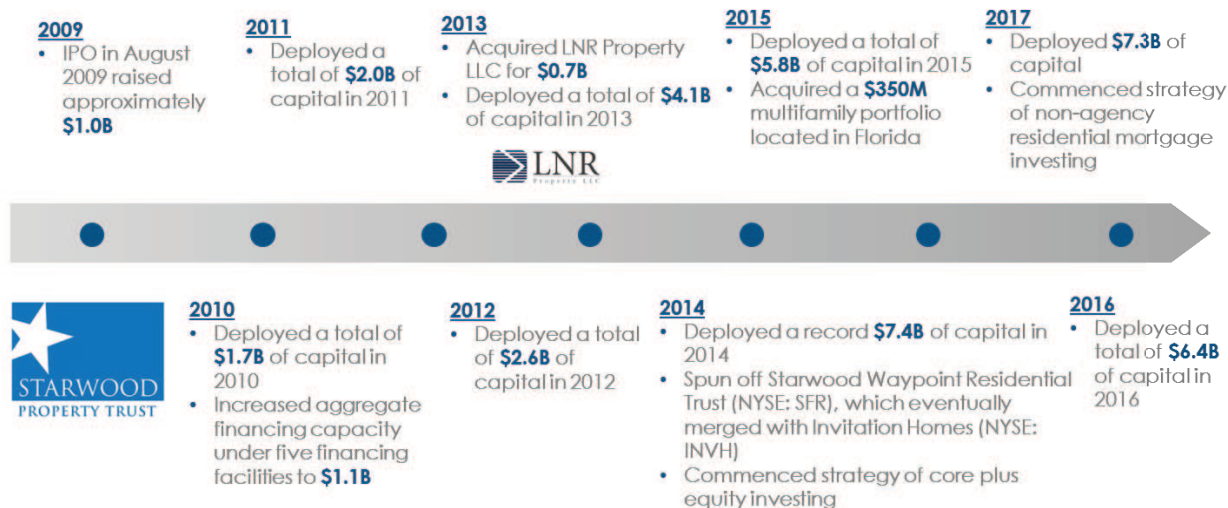 2009
• IPO in August
2009 raised
approximately
$1.0B
2011
• Deployed a
total of $2.0B of
capital in 2011
2013
• Acquired LNR Property
LLC for $0.7B
• Deployed a total of $4.1B
of capital in 2013
LNR
Property LLC
2015
• Deployed a total of
$5.8B of capital in 2015
• Acquired a $350M
multifamily portfolio
located in Florida
2017
• Deployed $7.3B of
capital
• Commenced strategy
of non-agency
residential mortgage
investing
STARWOOD
PROPERTY TRUST
2010
• Deployed a total of
$1.7B of capital in
2010
• Increased aggregate
financing capacity
under five financing
facilities to $1.1B
2012
• Deployed a total
of $2.6B of
capital in 2012
2014
• Deployed a record $7.4B of capital in
2014
• Spun off Starwood Waypoint Residential
Trust (NYSE: SFR), which eventually
merged with Invitation Homes (NYSE:
INVH)
• Commenced strategy of core plus
equity investing
2016
• Deployed a
total of $6.4B
of capital in
2016